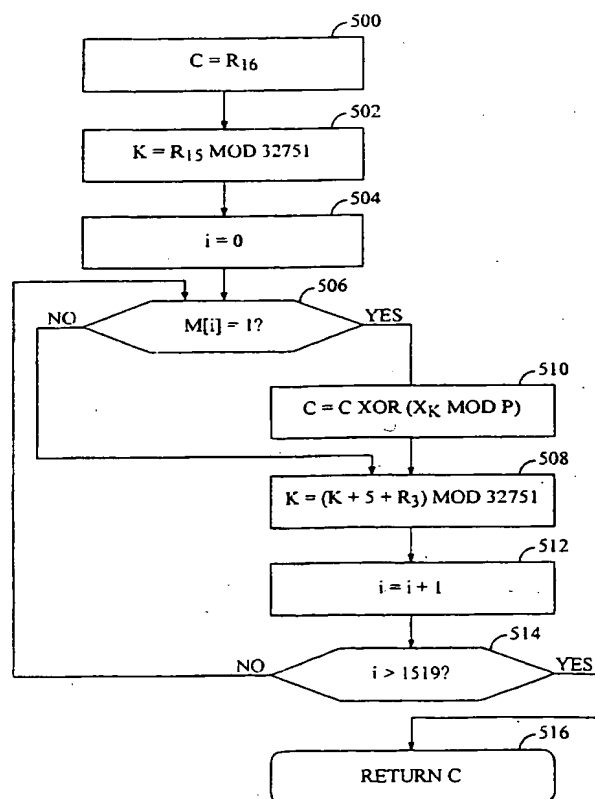 500
C = R16
502
K = R15 MOD 32751
504
i = 0
506
NO
M[i] = 1?
YES
510
C = C XOR (XK MOD P)
508
K = (K + 5 + R3) MOD 32751
512
i = i + 1
514
NO
i > 1519?
YES
516
RETURN C